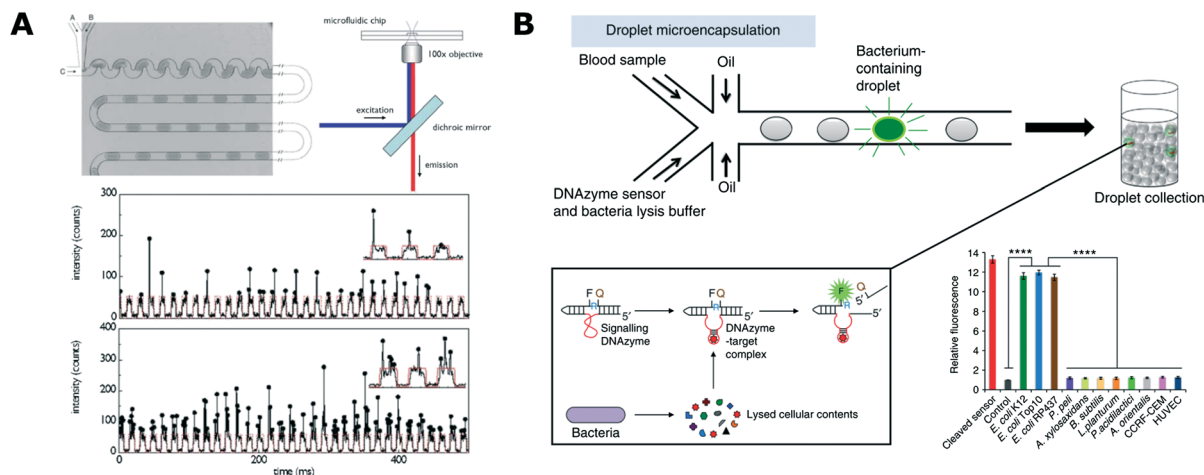 A
A
B
C
microfluidic chip
100x objective
excitation
dichroic mirror
emission
intensity (counts)
300
200
100
0
intensity (counts)
400
300
200
100
0
0
200
400
time (ms)
B
Droplet microencapsulation
Blood sample
Oil
Bacterium-
containing
droplet
DNAzyme sensor
and bacteria lysis buffer
Oil
Droplet collection
F Q
R
5′
Signalling
DNAzyme
F Q
R
5′
DNAzyme
-target
complex
F
Q
R
5′
5′
Bacteria
Lysed cellular contents
Relative fluorescence
14
12
10
8
6
4
2
0
****
****
Cleaved sensor
Control
E. coli K12
E. coli Top10
E. coli RP437
P. peli
A. xylosaxidans
B. subtilis
L.planturum
P.acidilactici
A. orientalis
CCRF-CEM
HUVEC